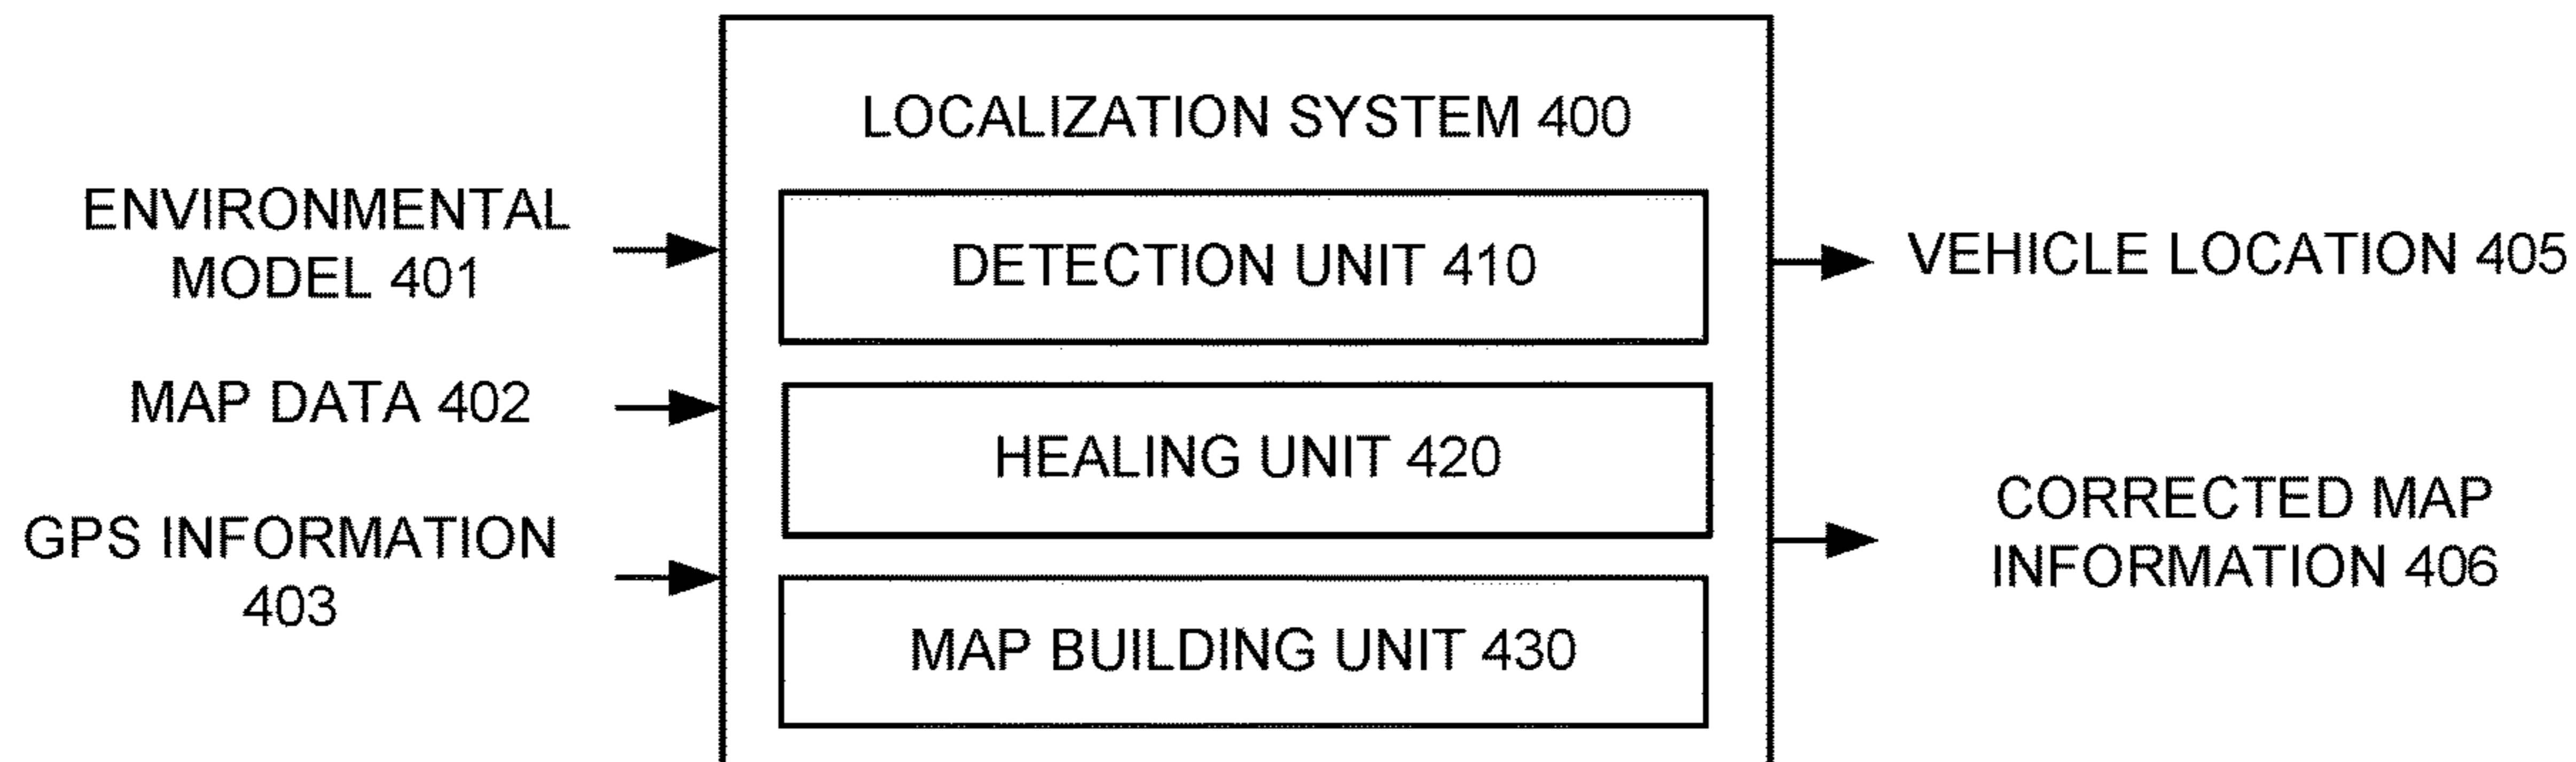 LOCALIZATION SYSTEM 400
ENVIRONMENTAL
MODEL 401
MAP DATA 402
GPS INFORMATION
403
DETECTION UNIT 410
HEALING UNIT 420
MAP BUILDING UNIT 430
VEHICLE LOCATION 405
CORRECTED MAP
INFORMATION 406